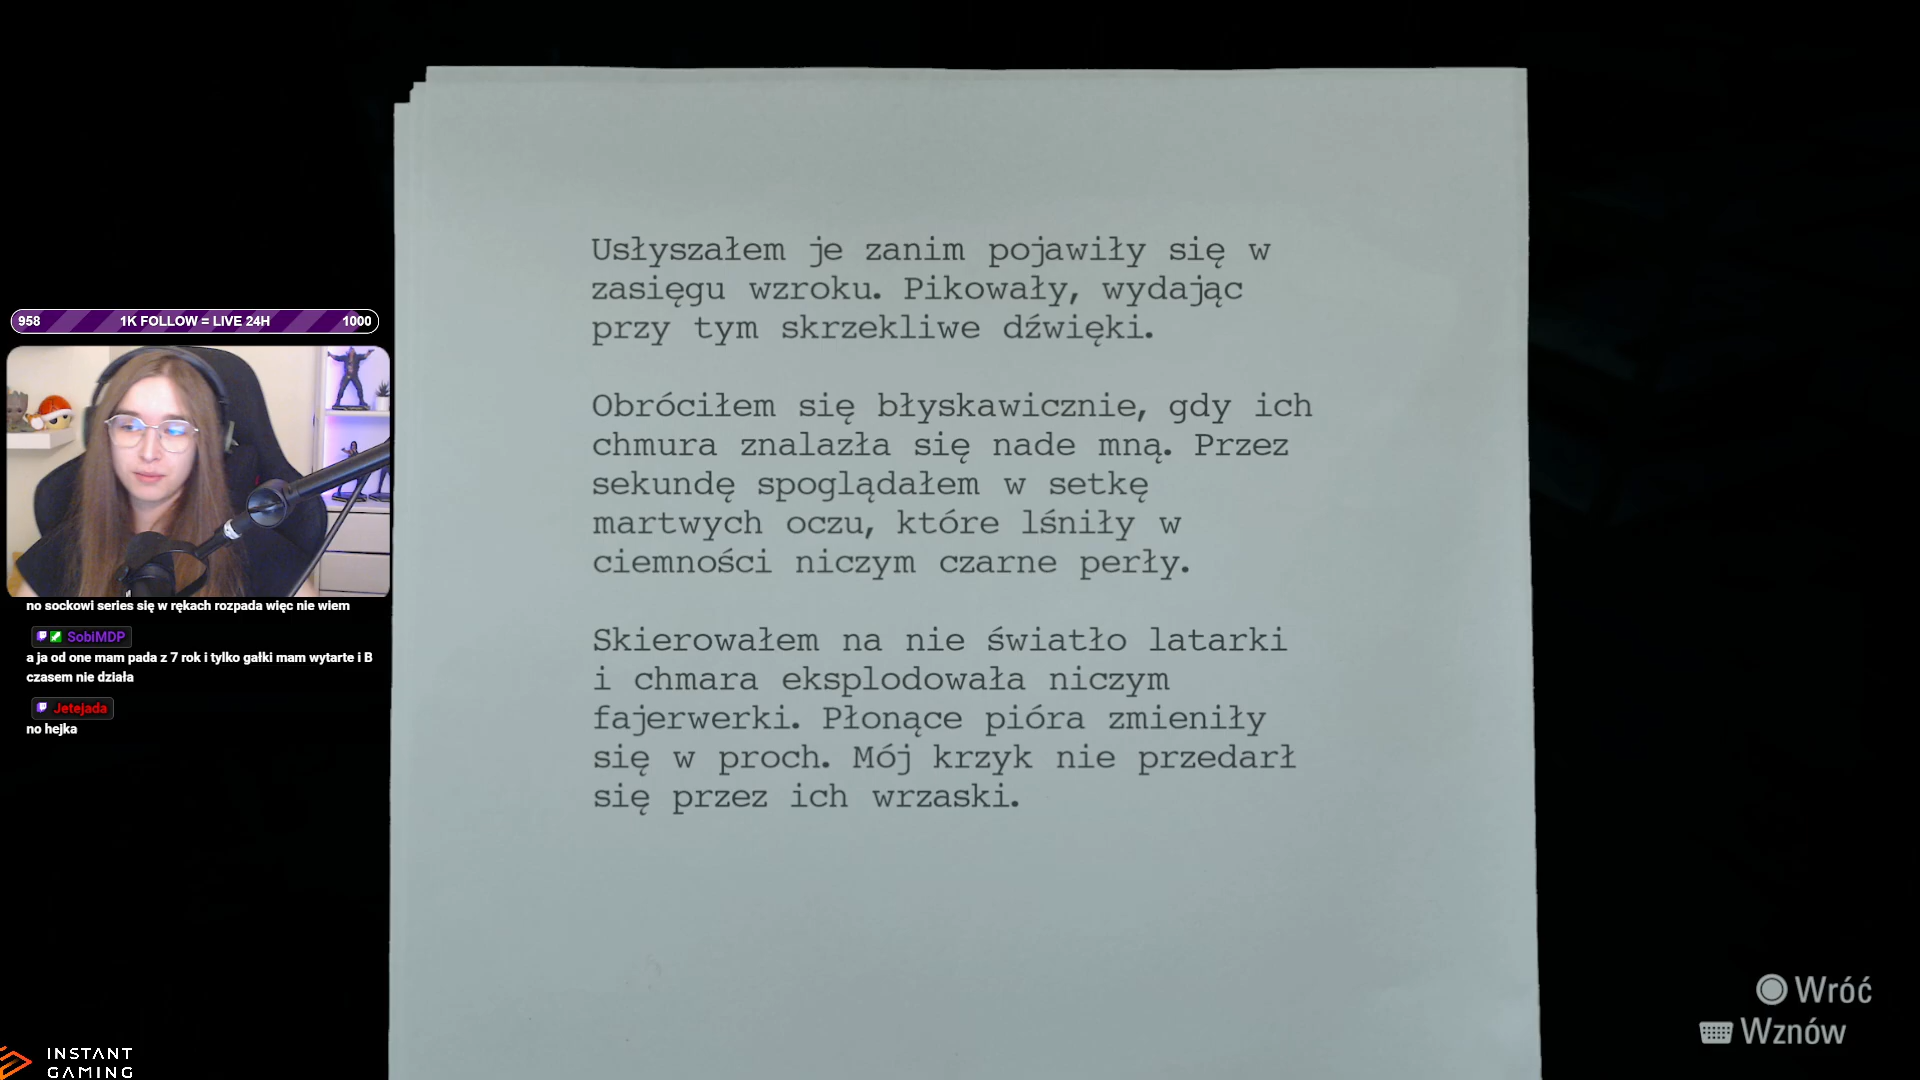 Usłyszałem je zanim pojawiły się w
zasięgu wzroku. Pikowały, wydając
przy tym skrzekliwe dźwięki.
Obróciłem się błyskawicznie, gdy ich
chmura znalazła się nade mną. Przez
sekundę spoglądałem w setkę
martwych oczu, które lśniły w
ciemności niczym czarne perły.
Skierowałem na nie światło latarki
i chmara eksplodowała niczym
fajerwerki. Płonące pióra zmieniły
się w proch. Mój krzyk nie przedarł
się przez ich wrzaski.
958 1K FOLLOW = LIVE 24H 1000
no sockowi series się w rękach rozpada więc nie wiem
SobiMDP
a ja od one mam pada z 7 rok i tylko gałki mam wytarte i B
czasem nie działa
Jetejada
no hejka
INSTANT
GAMING
Wróć
Wznów